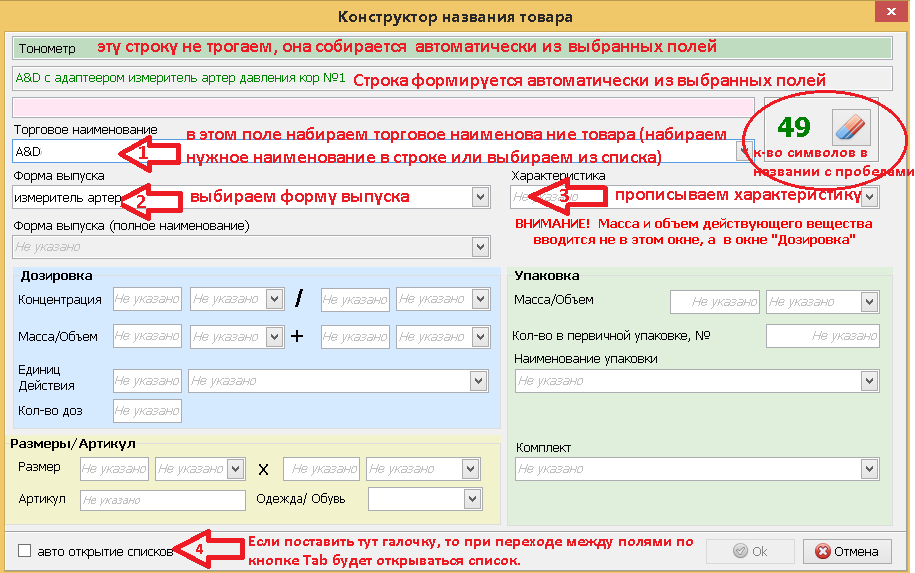 Конструктор названия товара
Тонометр эту строку не трогаем, она собирается автоматически из выбранных полей
A&D с адаптеером измеритель артер давления кор №1 Строка формируется автоматически из выбранных полей
Торговое наименование
в этом поле набираем торговое наименова ние товара (набираем
нужное наименование в строке или выбираем из списка)
A&D
1
49
к-во символов в
названии с пробелами
Форма выпуска
измеритель артер
2
выбираем форму выпуска
Характеристика
Не указано
3
прописываем характеристику
ВНИМАНИЕ! Масса и объем действующего вещества
вводится не в этом окне, а в окне "Дозировка"
Форма выпуска (полное наименование)
Не указано
Дозировка
Концентрация Не указано Не указано / Не указано Не указано
Масса/Объем Не указано Не указано + Не указано Не указано
Единиц
Действия Не указано Не указано
Кол-во доз Не указано
Упаковка
Масса/Объем Не указано Не указано
Кол-во в первичной упаковке, № Не указано
Наименование упаковки
Не указано
Комплект
Не указано
Размеры/Артикул
Размер Не указано Не указано x Не указано Не указано
Артикул Не указано Одежда/ Обувь
авто открытие списков
4
Если поставить тут галочку, то при переходе между полями по
кнопке Tab будет открываться список.
Ok Отмена